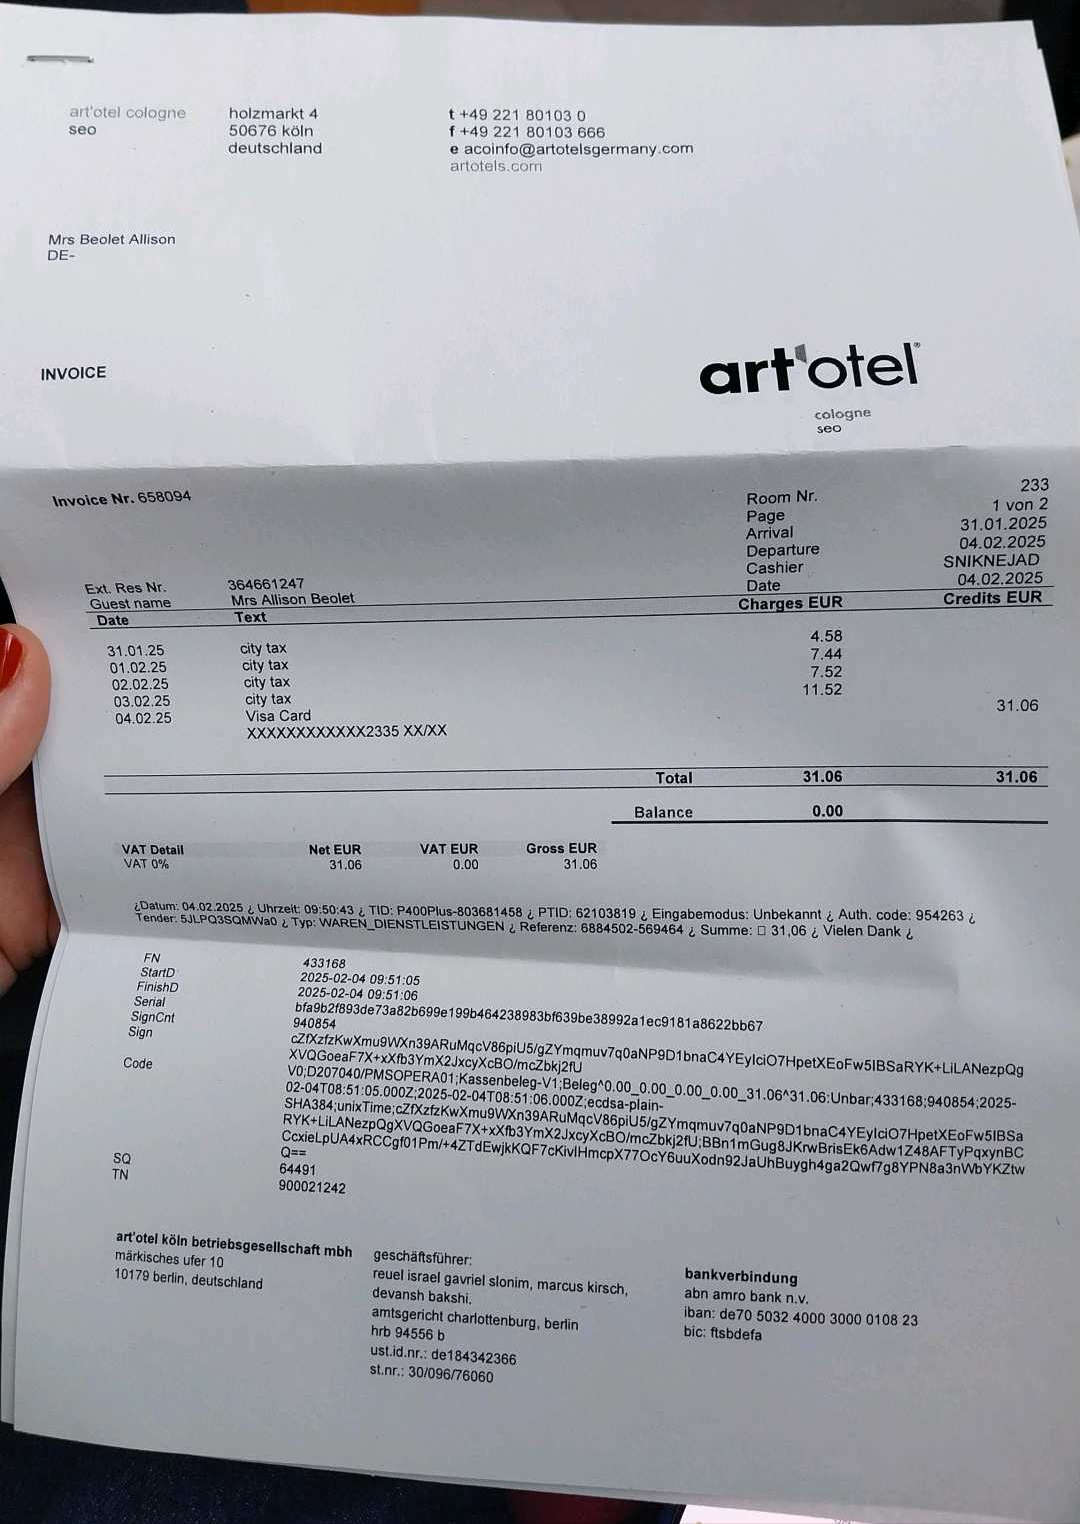 art'otel cologne
seo
holzmarkt 4
50676 köln
deutschland
t +49 221 80103 0
f +49 221 80103 666
e acoinfo@artotelsgermany.com
artotels.com
Mrs Beolet Allison
DE-
INVOICE
art'otel®
cologne
seo
Invoice Nr. 658094
Room Nr. 233
Page 1 von 2
Arrival 31.01.2025
Departure 04.02.2025
Cashier SNIKNEJAD
Date 04.02.2025
Ext. Res Nr. 364661247
Guest name Mrs Allison Beolet
Date Text Charges EUR Credits EUR
31.01.25 city tax 4.58
01.02.25 city tax 7.44
02.02.25 city tax 7.52
03.02.25 city tax 11.52
04.02.25 Visa Card 31.06
XXXXXXXXXXXX2335 XX/XX
Total 31.06 31.06
Balance 0.00
VAT Detail Net EUR VAT EUR Gross EUR
VAT 0% 31.06 0.00 31.06
¿Datum: 04.02.2025 ¿ Uhrzeit: 09:50:43 ¿ TID: P400Plus-803681458 ¿ PTID: 62103819 ¿ Eingabemodus: Unbekannt ¿ Auth. code: 954263 ¿
Tender: 5JLPQ3SQMWa0 ¿ Typ: WAREN_DIENSTLEISTUNGEN ¿ Referenz: 6884502-569464 ¿ Summe: □ 31,06 ¿ Vielen Dank ¿
FN 433168
StartD 2025-02-04 09:51:05
FinishD 2025-02-04 09:51:06
Serial bfa9b2f893de73a82b699e199b464238983bf639be38992a1ec9181a8622bb67
SignCnt 940854
Sign cZfXzfzKwXmu9WXn39ARuMqcV86piU5/gZYmqmuv7q0aNP9D1bnaC4YEyIciO7HpetXEoFw5IBSaRYK+LiLANezpQg
XVQGoeaF7X+xXfb3YmX2JxcyXcBO/mcZbkj2fU
Code V0;D207040/PMSOPERA01;Kassenbeleg-V1;Beleg^0.00_0.00_0.00_0.00_31.06^31.06:Unbar;433168;940854;2025-
02-04T08:51:05.000Z;2025-02-04T08:51:06.000Z;ecdsa-plain-
SHA384;unixTime;cZfXzfzKwXmu9WXn39ARuMqcV86piU5/gZYmqmuv7q0aNP9D1bnaC4YEyIciO7HpetXEoFw5IBSa
RYK+LiLANezpQgXVQGoeaF7X+xXfb3YmX2JxcyXcBO/mcZbkj2fU;BBn1mGug8JKrwBrisEk6Adw1Z48AFTyPqxynBC
CcxieLpUA4xRCCgf01Pm/+4ZTdEwjkKQF7cKivIHmcpX77OcY6uuXodn92JaUhBuygh4ga2Qwf7g8YPN8a3nWbYKZtw
Q==
SQ 64491
TN 900021242
art'otel köln betriebsgesellschaft mbh
märkisches ufer 10
10179 berlin, deutschland
geschäftsführer:
reuel israel gavriel slonim, marcus kirsch,
devansh bakshi.
amtsgericht charlottenburg, berlin
hrb 94556 b
ust.id.nr.: de184342366
st.nr.: 30/096/76060
bankverbindung
abn amro bank n.v.
iban: de70 5032 4000 3000 0108 23
bic: ftsbdefa